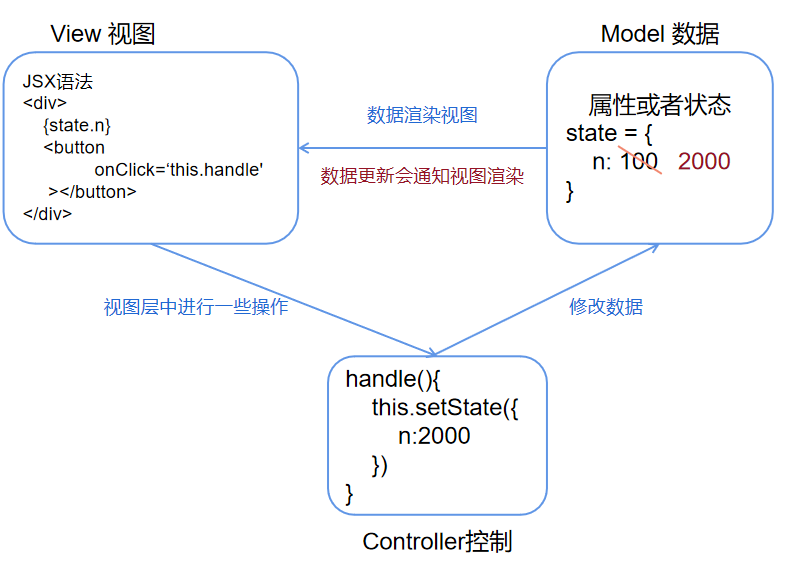 View 视图
JSX语法
<div>
{state.n}
<button
onClick=‘this.handle'
></button>
</div>
数据渲染视图
数据更新会通知视图渲染
Model 数据
属性或者状态
state = {
n: 100 2000
}
视图层中进行一些操作
修改数据
handle(){
this.setState({
n:2000
})
}
Controller控制